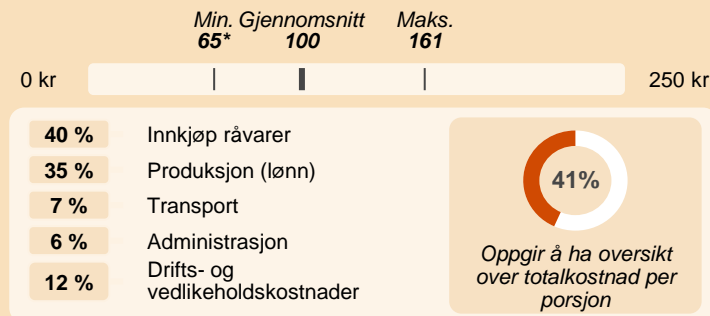 Min. Gjennomsnitt Maks.
65* 100 161
0 kr 250 kr
40 % Innkjøp råvarer
35 % Produksjon (lønn)
7 % Transport
6 % Administrasjon
12 % Drifts- og
vedlikeholdskostnader
41%
Oppgir å ha oversikt
over totalkostnad per
porsjon